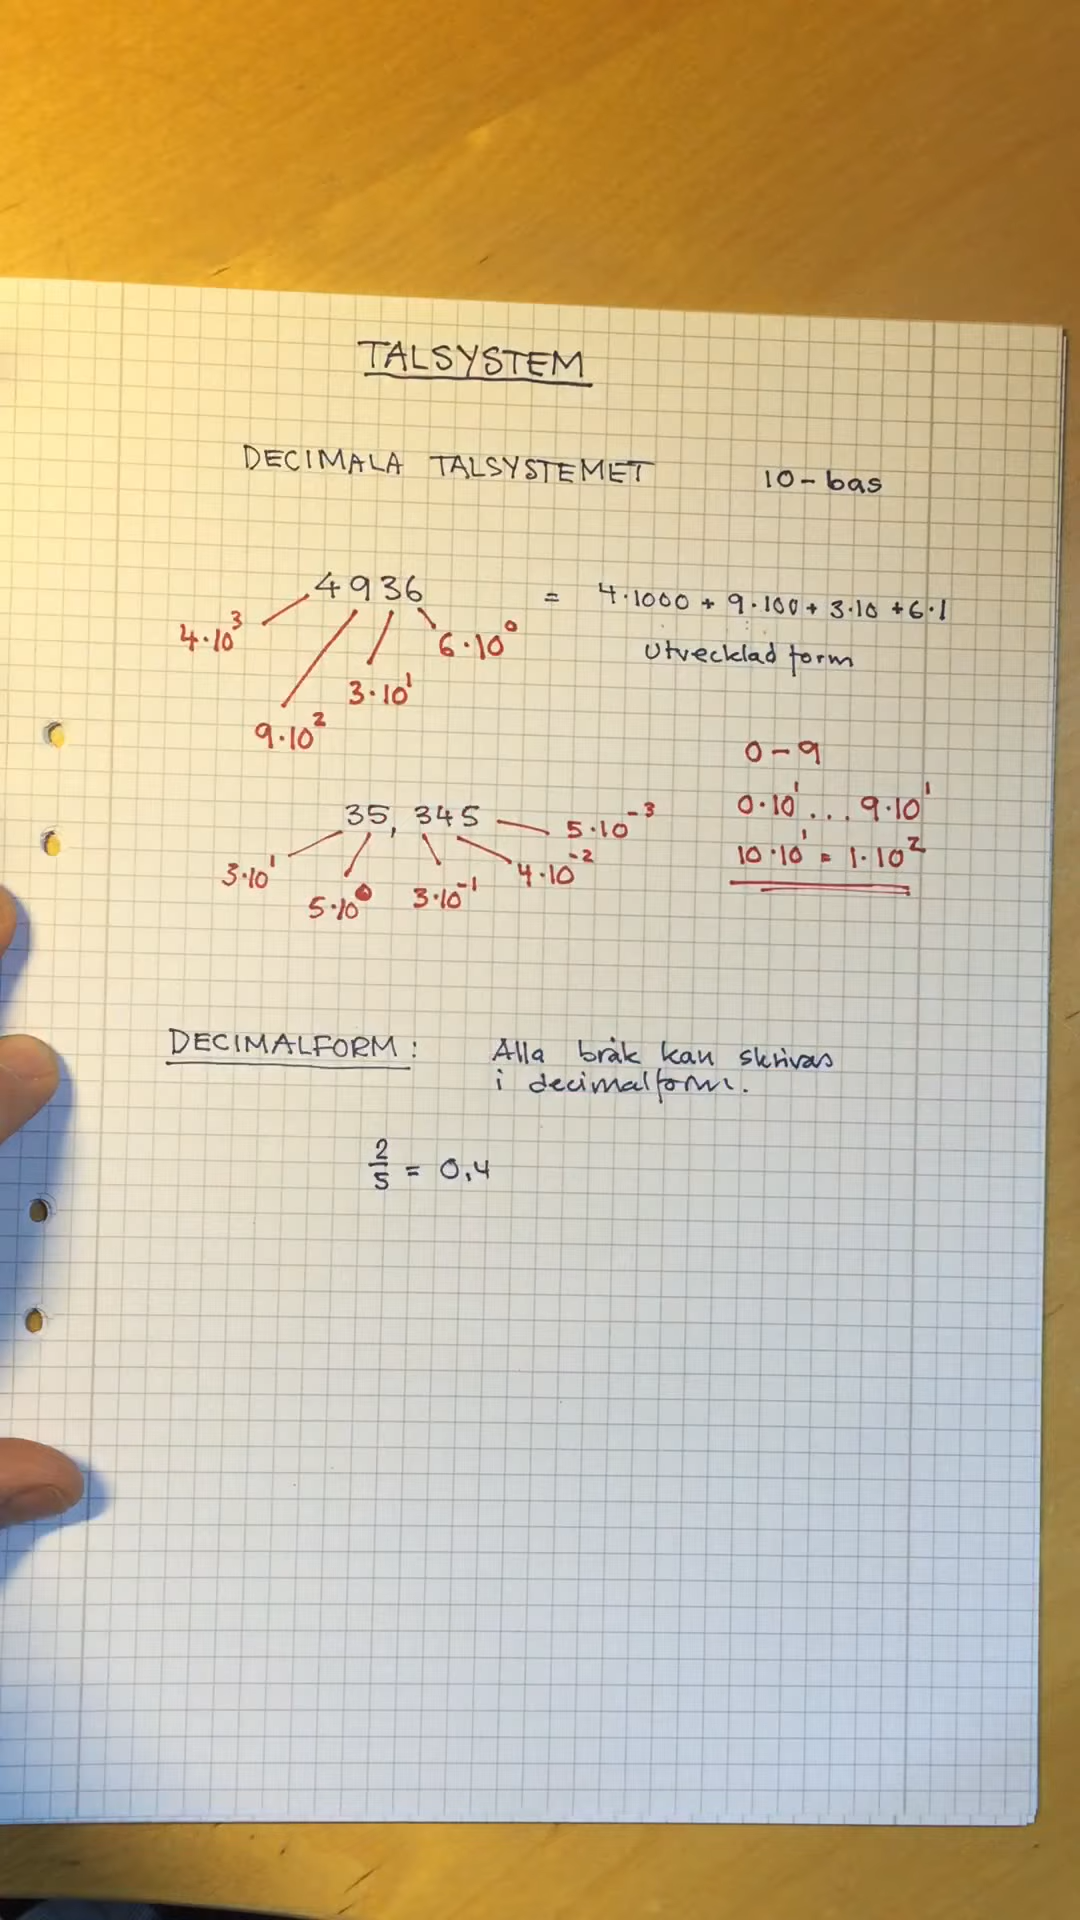 TALSYSTEM
DECIMALA TALSYSTEMET 10-bas
4936 = 4·1000 + 9·100 + 3·10 + 6·1
4·10³ 6·10⁰ Utvecklad form
3·10¹
9·10²
0-9
35,345 5·10⁻³ 0·10¹ ... 9·10¹
3·10¹ 5·10⁰ 3·10⁻¹ 4·10⁻² 10·10¹ = 1·10²
DECIMALFORM: Alla bråk kan skrivas
i decimalform.
2/5 = 0,4